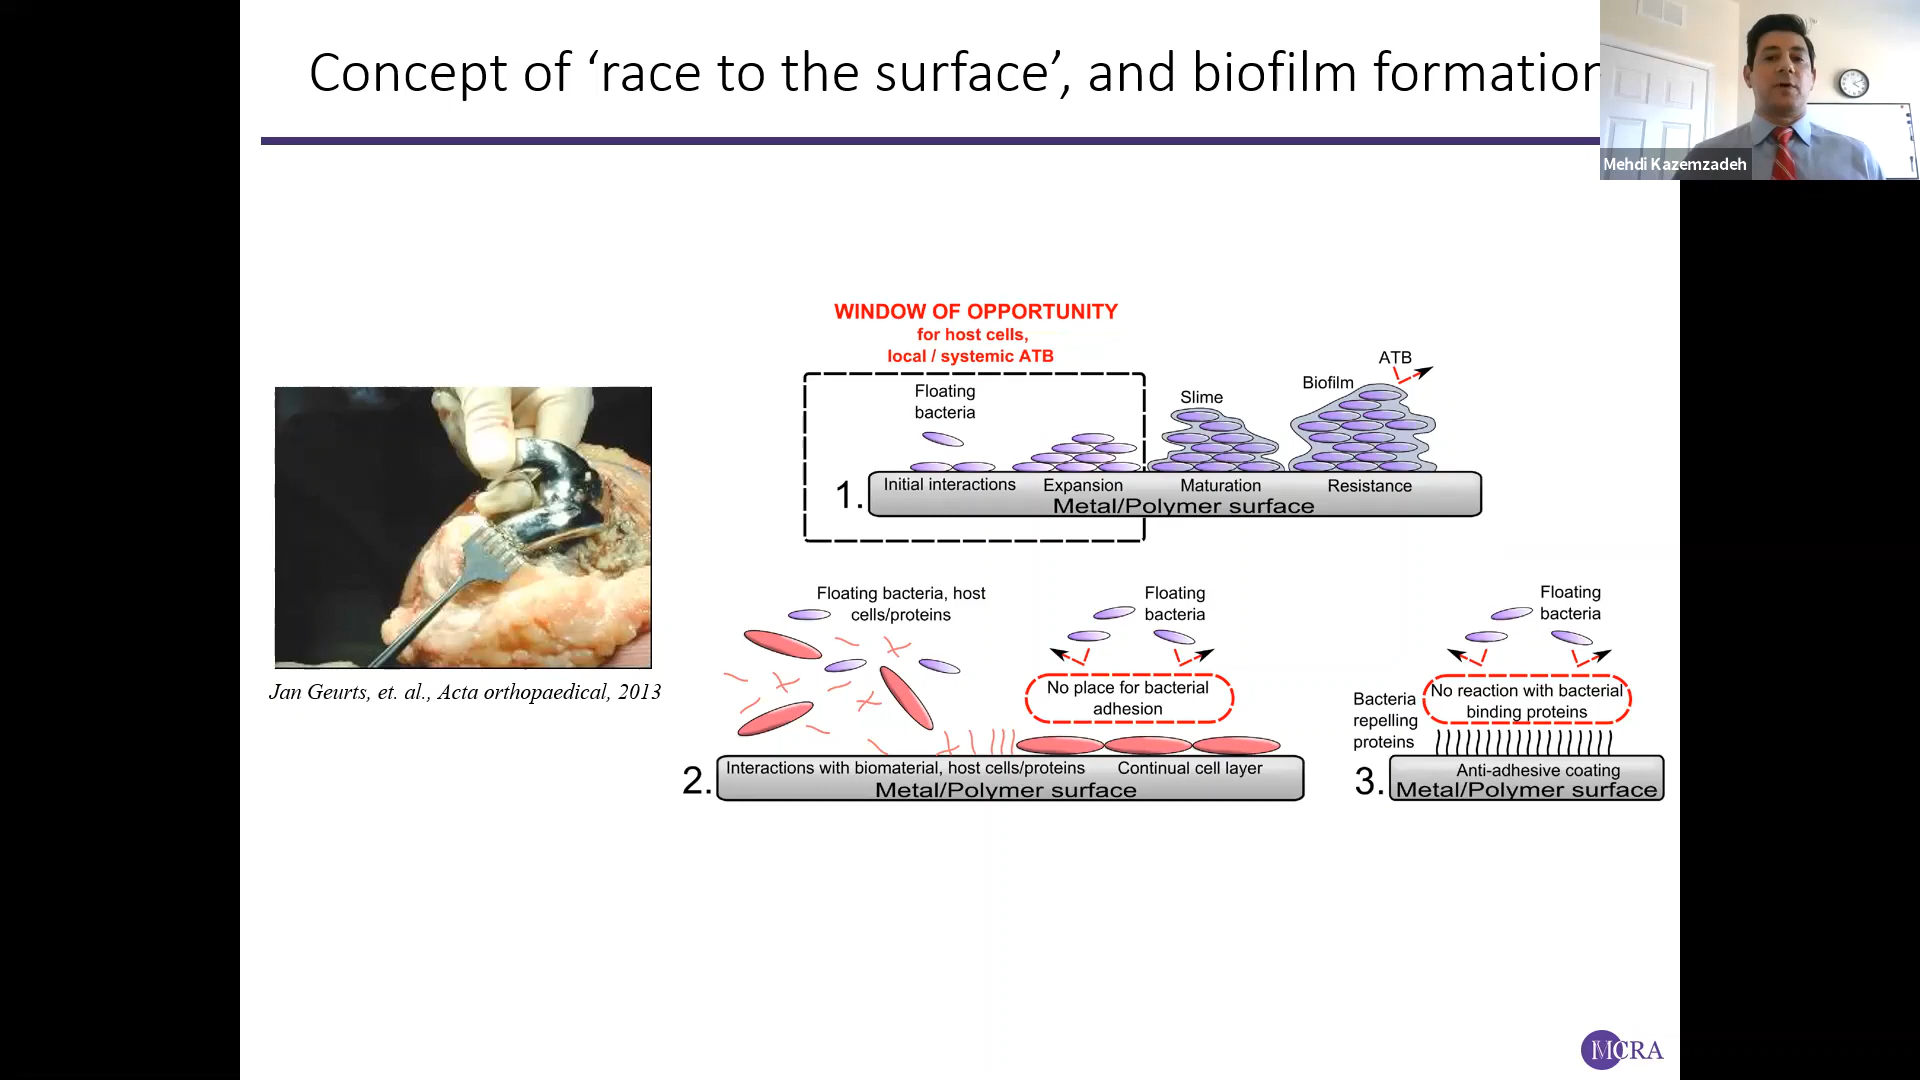 Concept of ‘race to the surface’, and biofilm formation
Mehdi Kazemzadeh
WINDOW OF OPPORTUNITY
for host cells,
local / systemic ATB
Floating
bacteria
Slime
Biofilm
ATB
1.
Initial interactions
Expansion
Maturation
Resistance
Metal/Polymer surface
Jan Geurts, et. al., Acta orthopaedical, 2013
Floating bacteria, host
cells/proteins
Floating
bacteria
No place for bacterial
adhesion
2.
Interactions with biomaterial, host cells/proteins
Continual cell layer
Metal/Polymer surface
Floating
bacteria
Bacteria
repelling
proteins
No reaction with bacterial
binding proteins
3.
Anti-adhesive coating
Metal/Polymer surface
MCRA